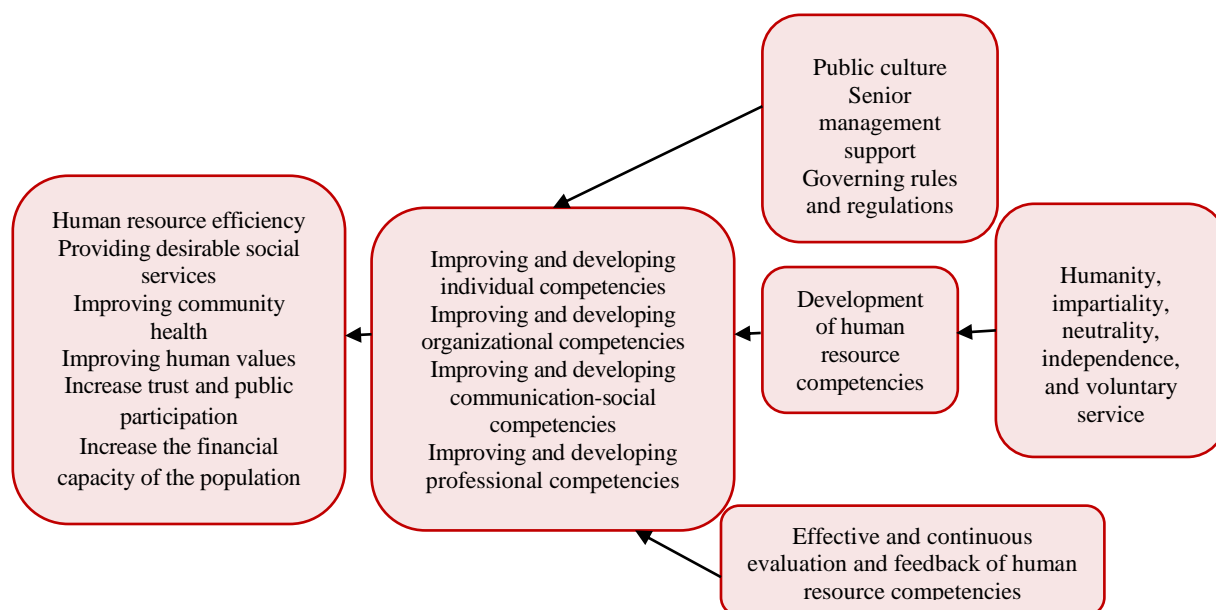 Public culture
Senior
management
support
Governing rules
and regulations
Human resource efficiency
Providing desirable social
services
Improving community
health
Improving human values
Increase trust and public
participation
Increase the financial
capacity of the population
Improving and developing
individual competencies
Improving and developing
organizational competencies
Improving and developing
communication-social
competencies
Improving and developing
professional competencies
Development
of human
resource
competencies
Humanity,
impartiality,
neutrality,
independence,
and voluntary
service
Effective and continuous
evaluation and feedback of human
resource competencies